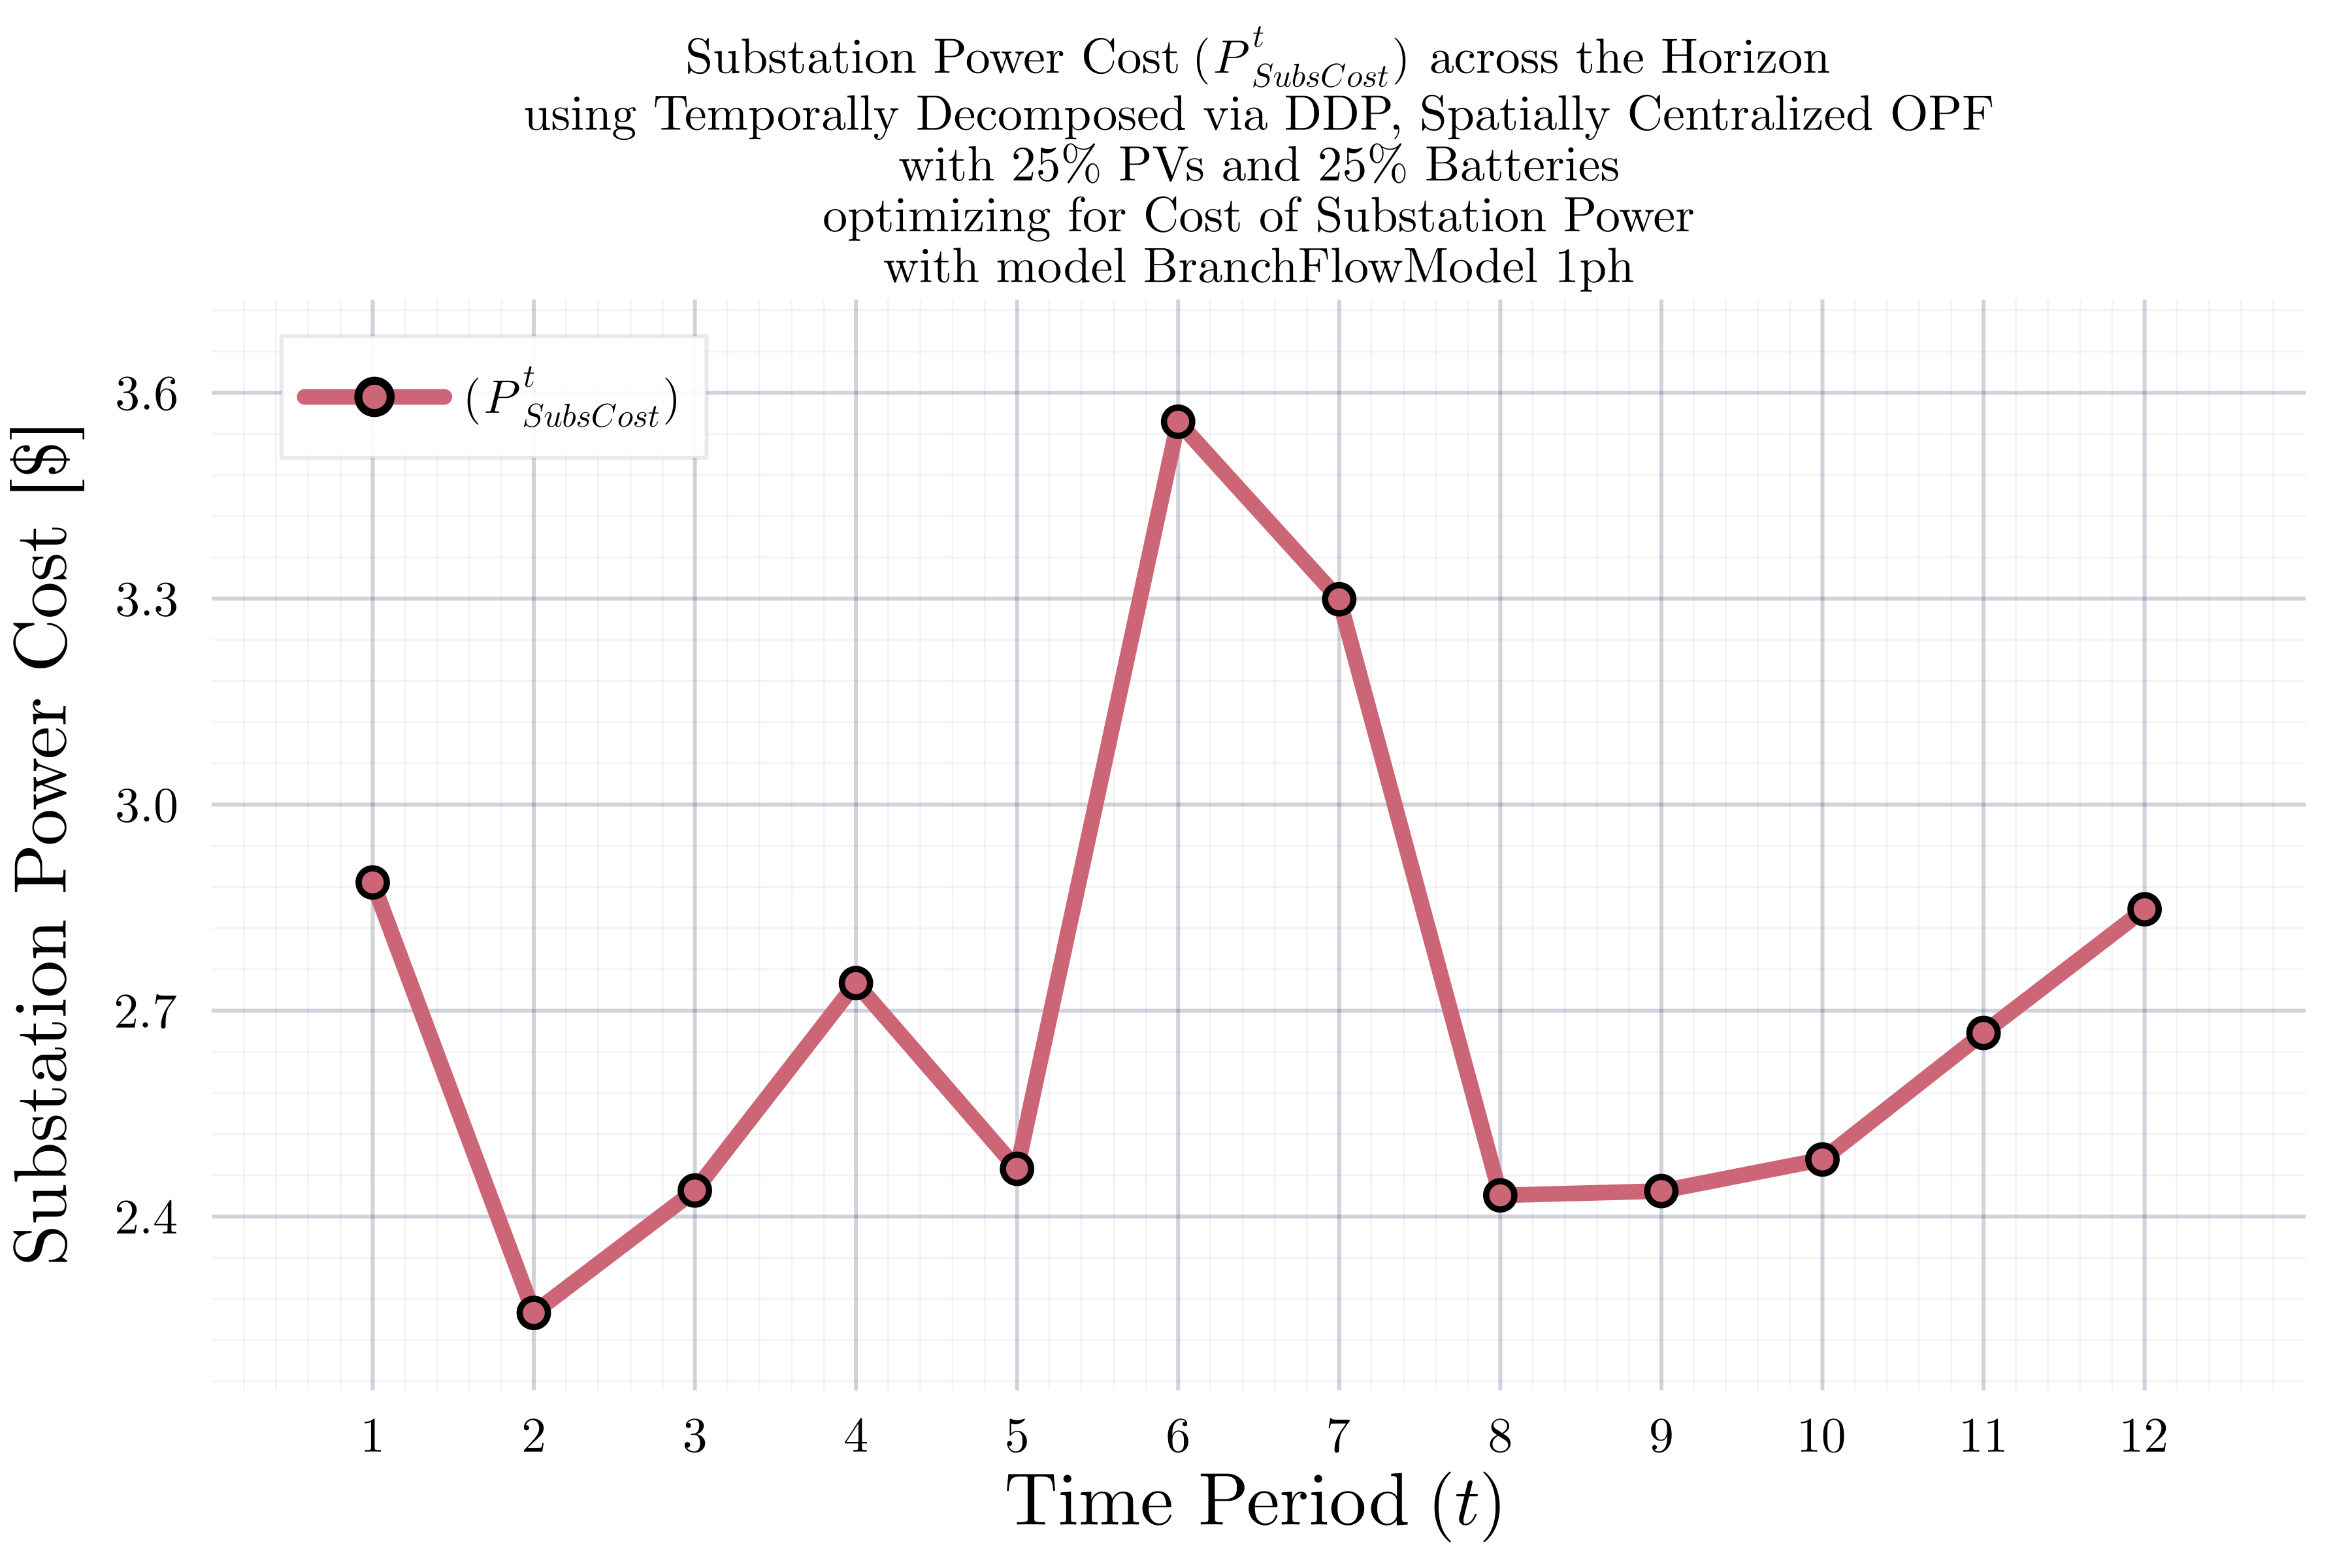 Substation Power Cost (P^t_SubsCost) across the Horizon
using Temporally Decomposed via DDP, Spatially Centralized OPF
with 25% PVs and 25% Batteries
optimizing for Cost of Substation Power
with model BranchFlowModel 1ph
(P^t_SubsCost)
Substation Power Cost [$]
3.6
3.3
3.0
2.7
2.4
1 2 3 4 5 6 7 8 9 10 11 12
Time Period (t)